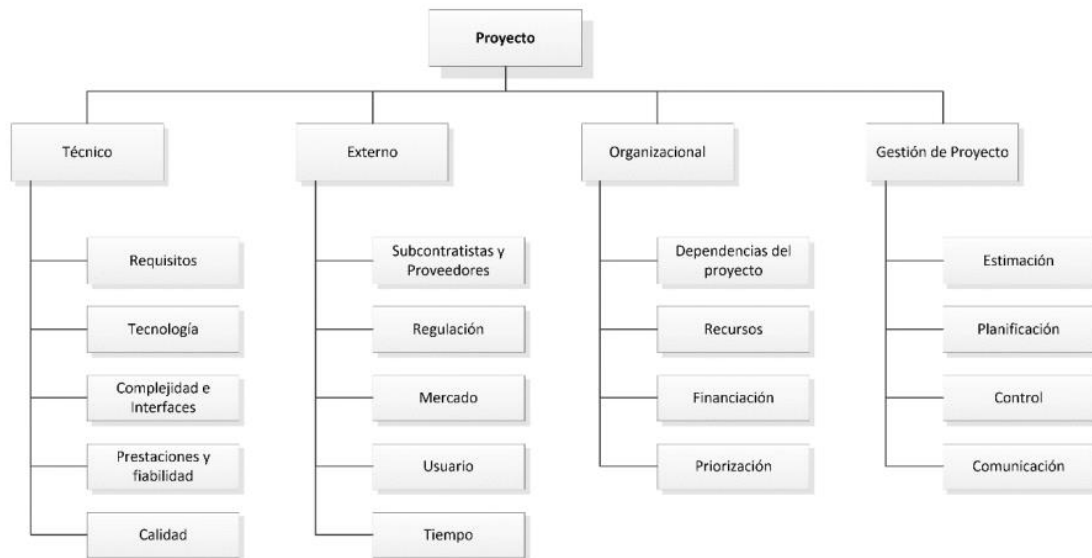 Proyecto
Técnico
Externo
Organizacional
Gestión de Proyecto
Requisitos
Tecnología
Complejidad e
Interfaces
Prestaciones y
fiabilidad
Calidad
Subcontratistas y
Proveedores
Regulación
Mercado
Usuario
Tiempo
Dependencias del
proyecto
Recursos
Financiación
Priorización
Estimación
Planificación
Control
Comunicación